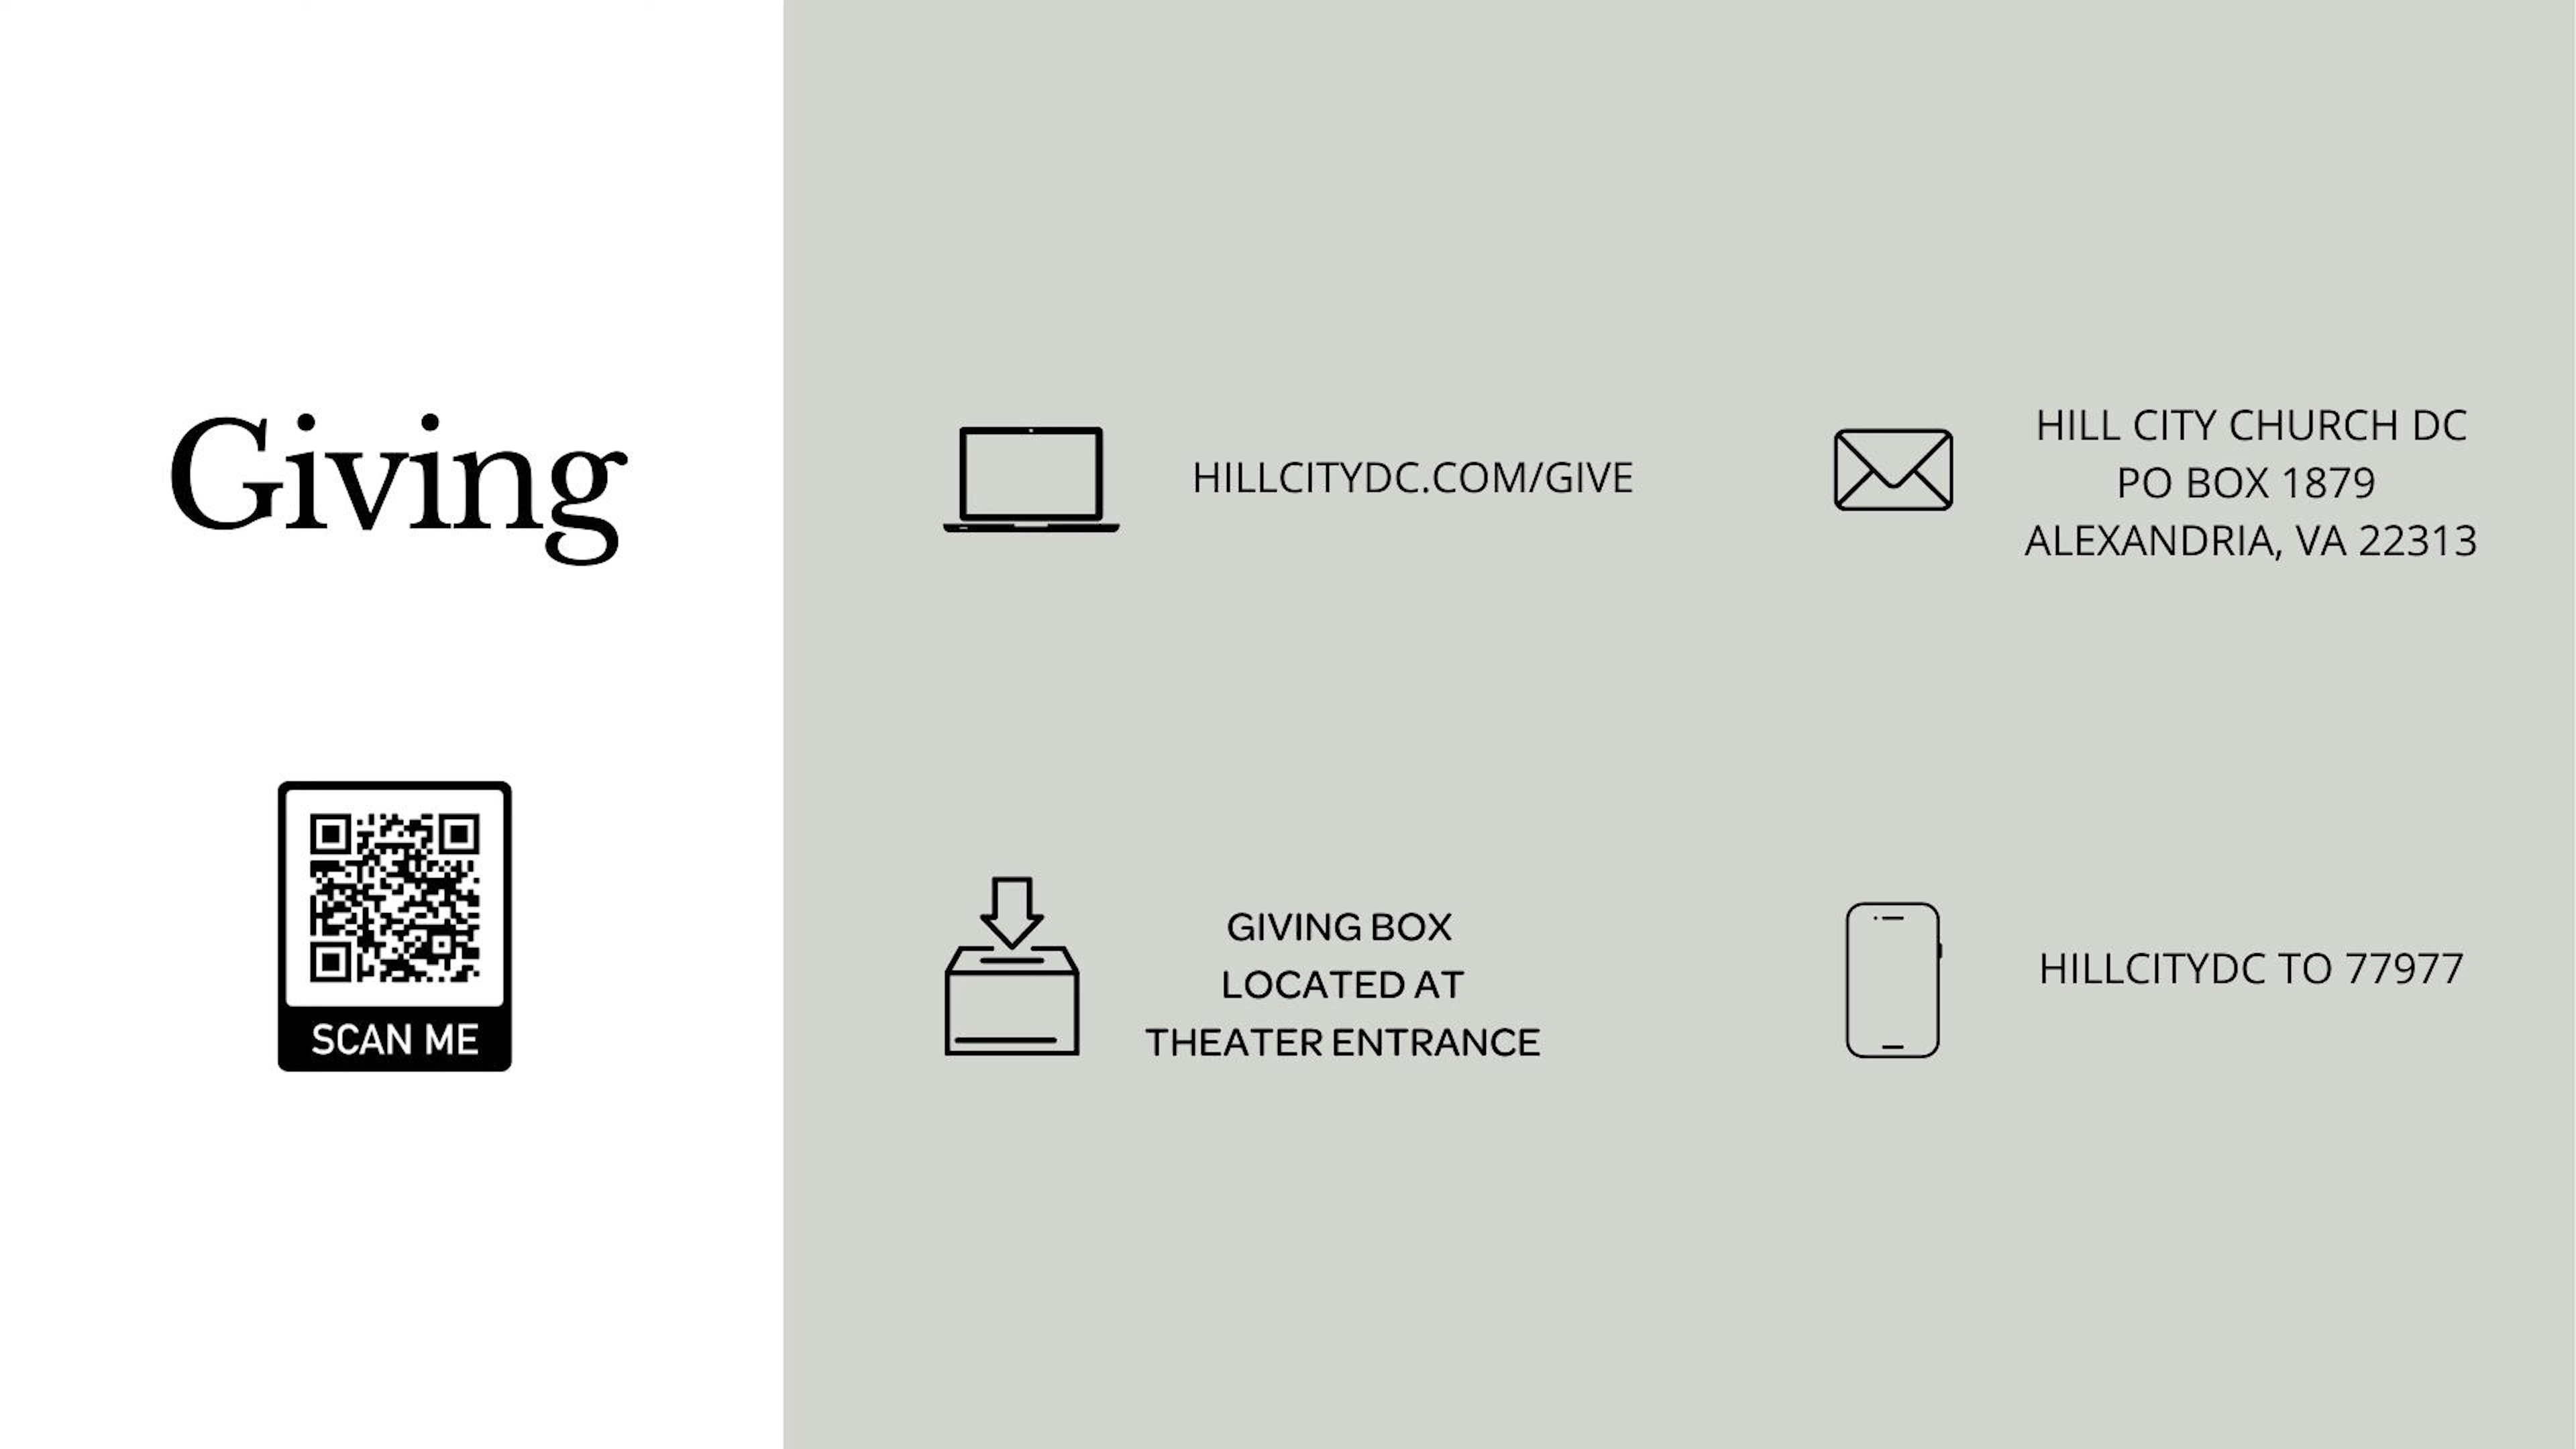 Giving
SCAN ME
HILLCITYDC.COM/GIVE
HILL CITY CHURCH DC
PO BOX 1879
ALEXANDRIA, VA 22313
GIVING BOX
LOCATED AT
THEATER ENTRANCE
HILLCITYDC TO 77977